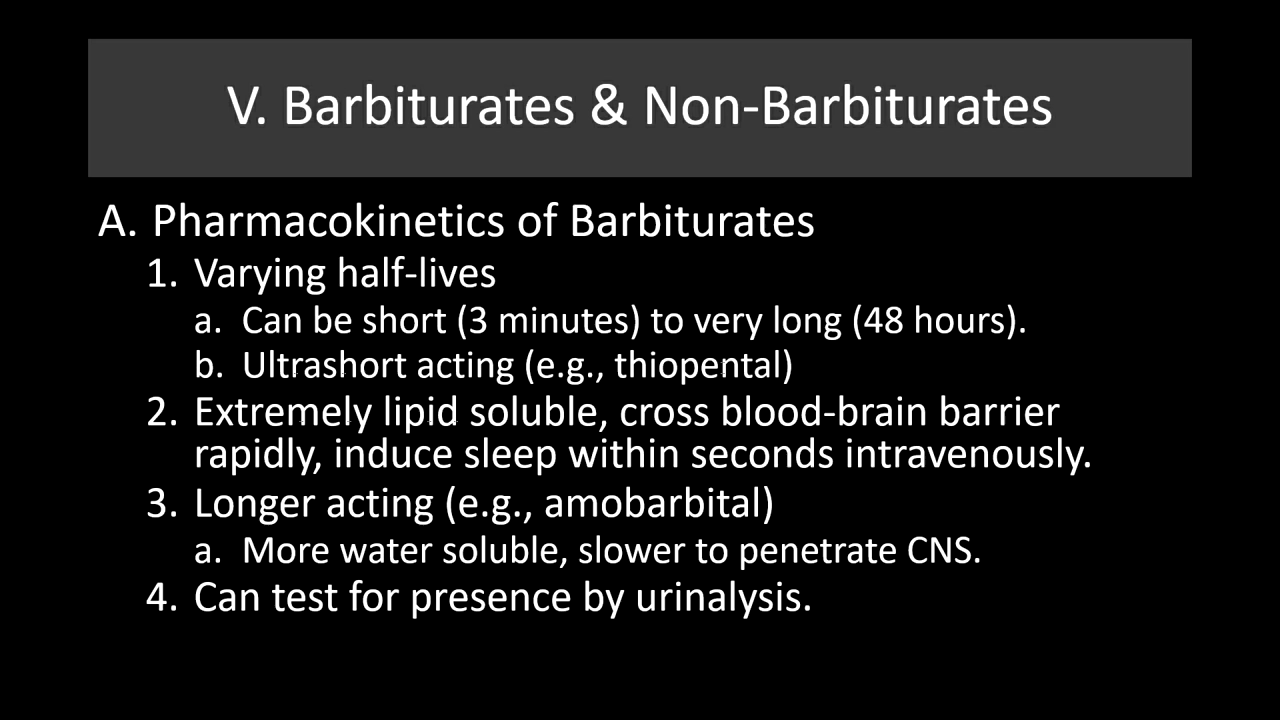 V. Barbiturates & Non-Barbiturates
A. Pharmacokinetics of Barbiturates
1. Varying half-lives
a. Can be short (3 minutes) to very long (48 hours).
b. Ultrashort acting (e.g., thiopental)
2. Extremely lipid soluble, cross blood-brain barrier
rapidly, induce sleep within seconds intravenously.
3. Longer acting (e.g., amobarbital)
a. More water soluble, slower to penetrate CNS.
4. Can test for presence by urinalysis.